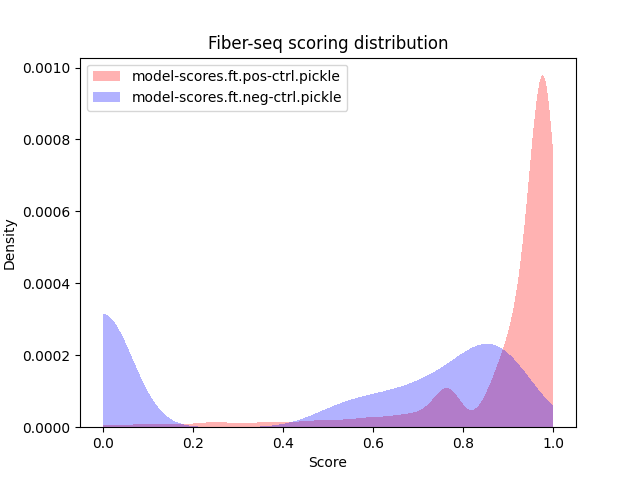 Fiber-seq scoring distribution
model-scores.ft.pos-ctrl.pickle
model-scores.ft.neg-ctrl.pickle
0.0010
0.0008
0.0006
0.0004
0.0002
0.0000
Density
0.0 0.2 0.4 0.6 0.8 1.0
Score